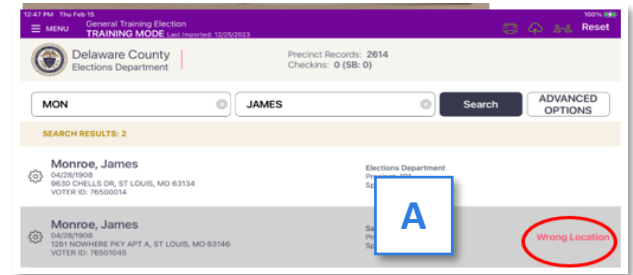 12:47 PM Thu Feb 15
100%
MENU
General Training Election
TRAINING MODE Last Imported: 12/25/2023
Reset
Delaware County
Elections Department
Precinct Records: 2614
Checkins: 0 (SB: 0)
MON
JAMES
Search
ADVANCED
OPTIONS
SEARCH RESULTS: 2
Monroe, James
04/28/1908
9630 CHELLS DR, ST LOUIS, MO 63134
VOTER ID: 76500014
Elections Department
Monroe, James
04/28/1908
1261 NOWHERE PKY APT A, ST LOUIS, MO 63146
VOTER ID: 76501045
A
Wrong Location